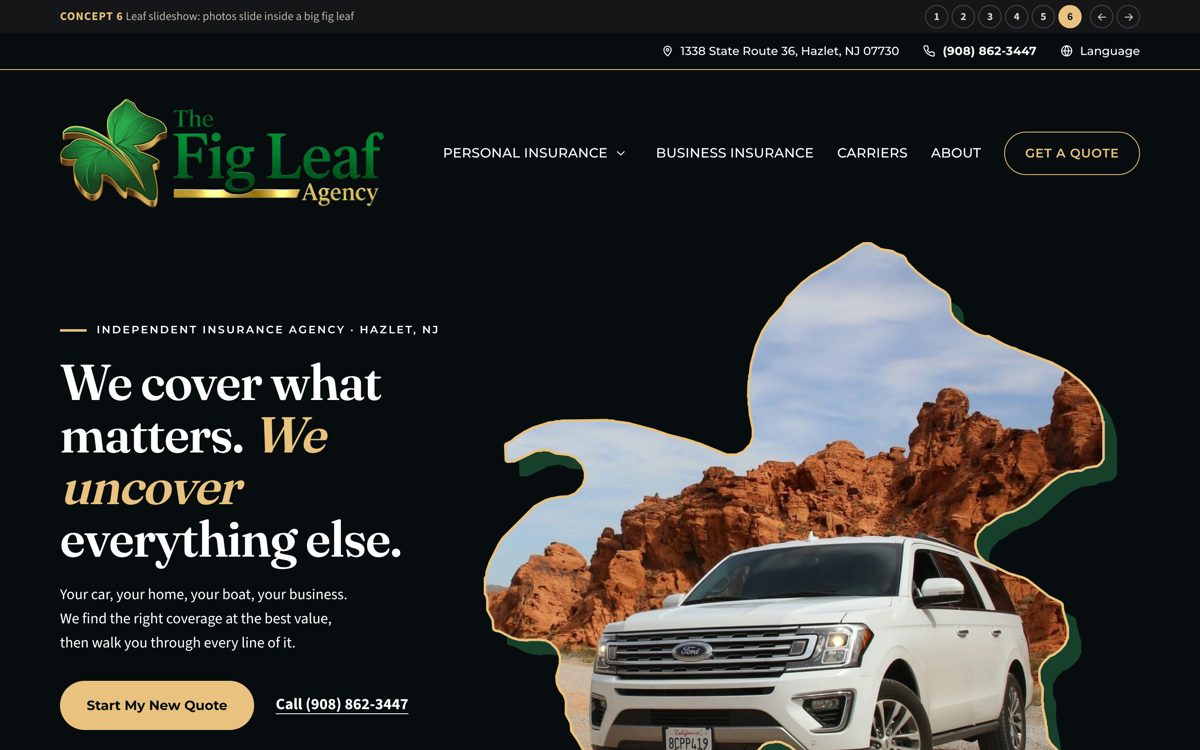 CONCEPT 6 Leaf slideshow: photos slide inside a big fig leaf
1 2 3 4 5 6 ← →
1338 State Route 36, Hazlet, NJ 07730 (908) 862-3447 Language
The
Fig Leaf
Agency
PERSONAL INSURANCE BUSINESS INSURANCE CARRIERS ABOUT GET A QUOTE
INDEPENDENT INSURANCE AGENCY · HAZLET, NJ
We cover what
matters. We
uncover
everything else.
Your car, your home, your boat, your business.
We find the right coverage at the best value,
then walk you through every line of it.
Start My New Quote Call (908) 862-3447
Ford
California
8CPP419